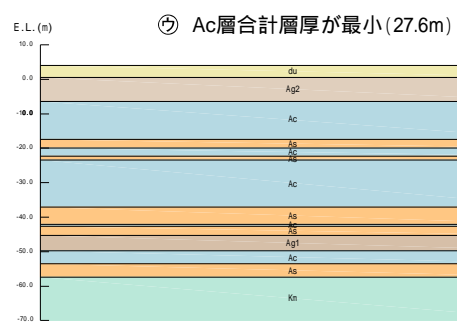 E.L.(m)
㋒ Ac層合計層厚が最小(27.6m)
10.0
du
0.0
Ag2
-10.0
Ac
As
-20.0
Ac
As
-30.0
Ac
-40.0
As
Ac
As
Ag1
-50.0
Ac
As
-60.0
Km
-70.0